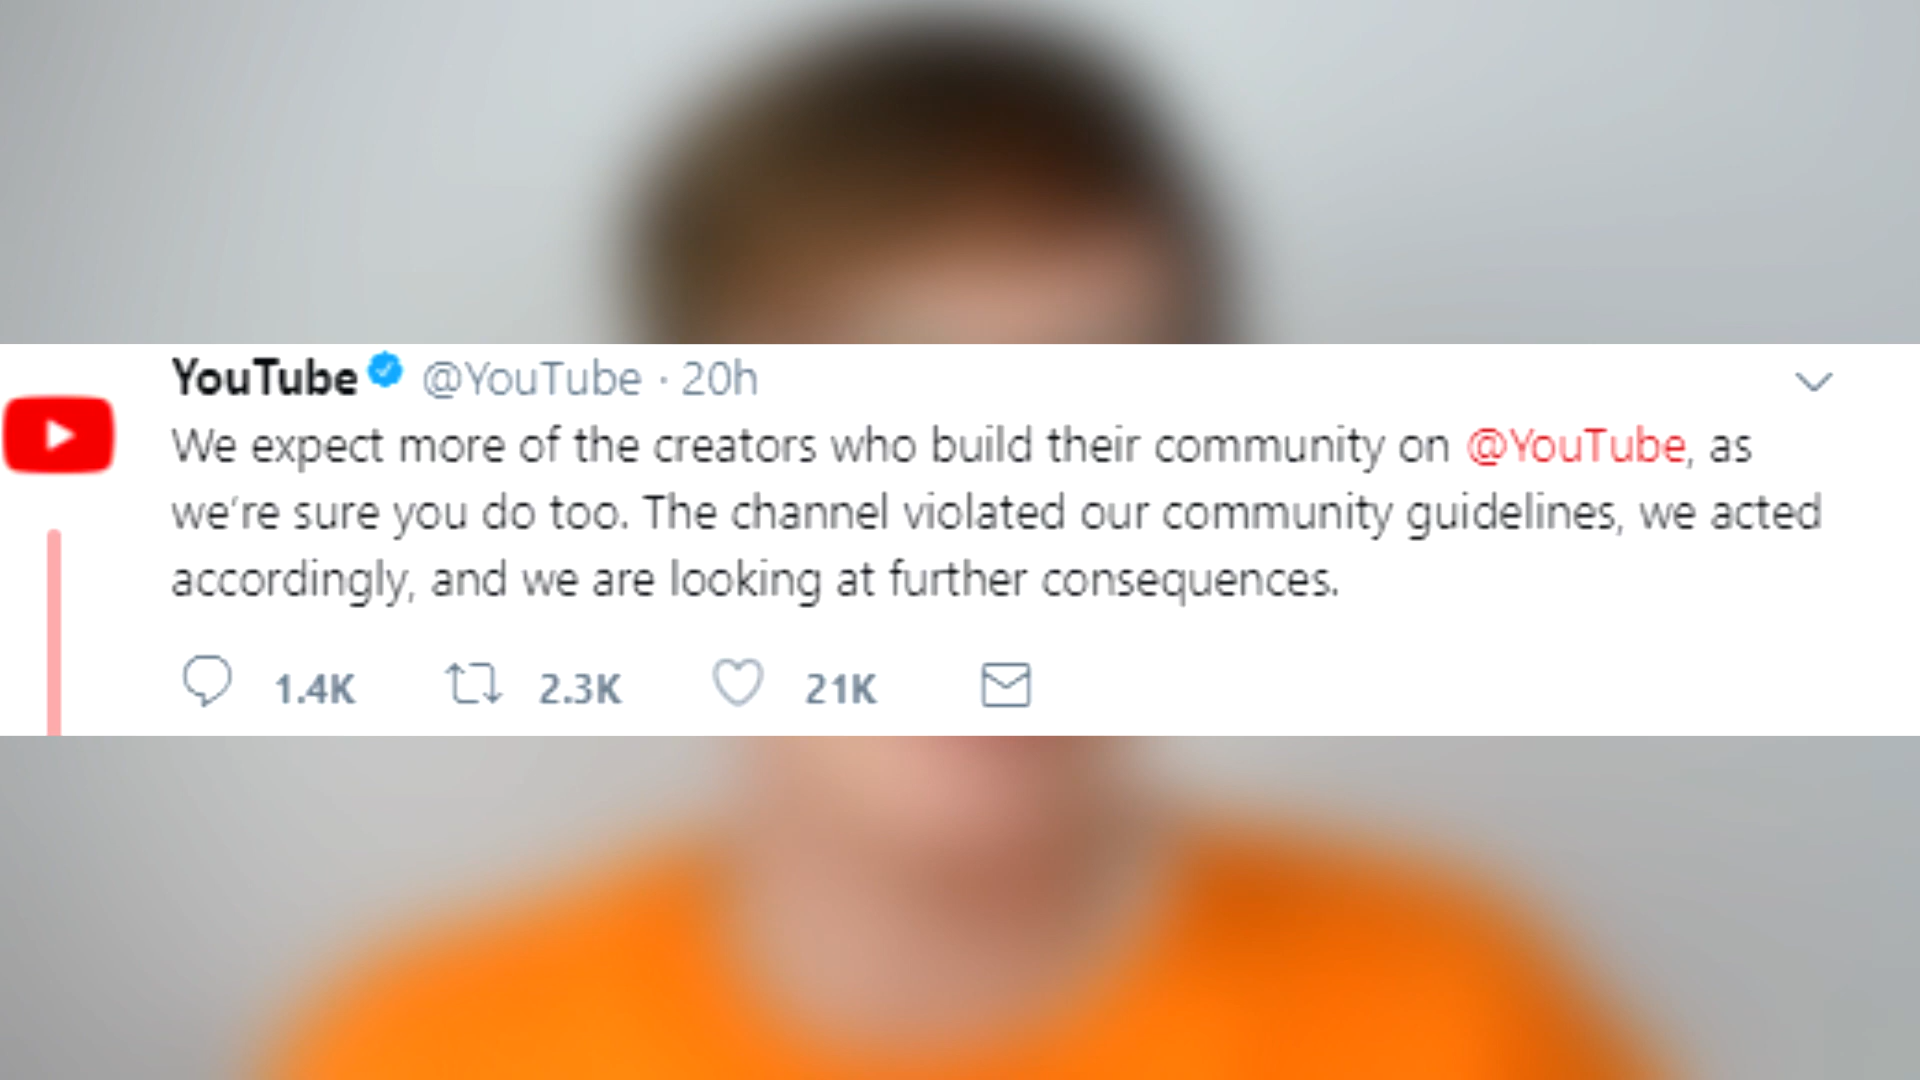 YouTube @YouTube · 20h
We expect more of the creators who build their community on @YouTube, as
we're sure you do too. The channel violated our community guidelines, we acted
accordingly, and we are looking at further consequences.
1.4K 2.3K 21K